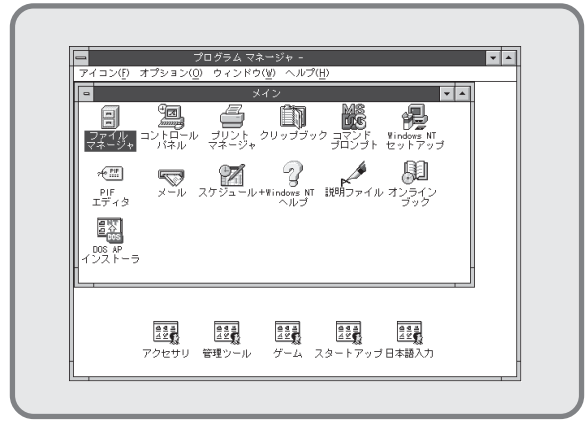 プログラム マネージャ -
アイコン(F) オプション(O) ウィンドウ(W) ヘルプ(H)
メイン
ファイル マネージャ
コントロール パネル
プリント マネージャ
クリップブック
MS DOS
コマンド プロンプト
Windows NT セットアップ
PIF
PIF エディタ
メール
スケジュール+
Windows NT ヘルプ
説明ファイル
オンライン ブック
NT
DOS
DOS AP インストーラ
アクセサリ
管理ツール
ゲーム
スタートアップ
日本語入力